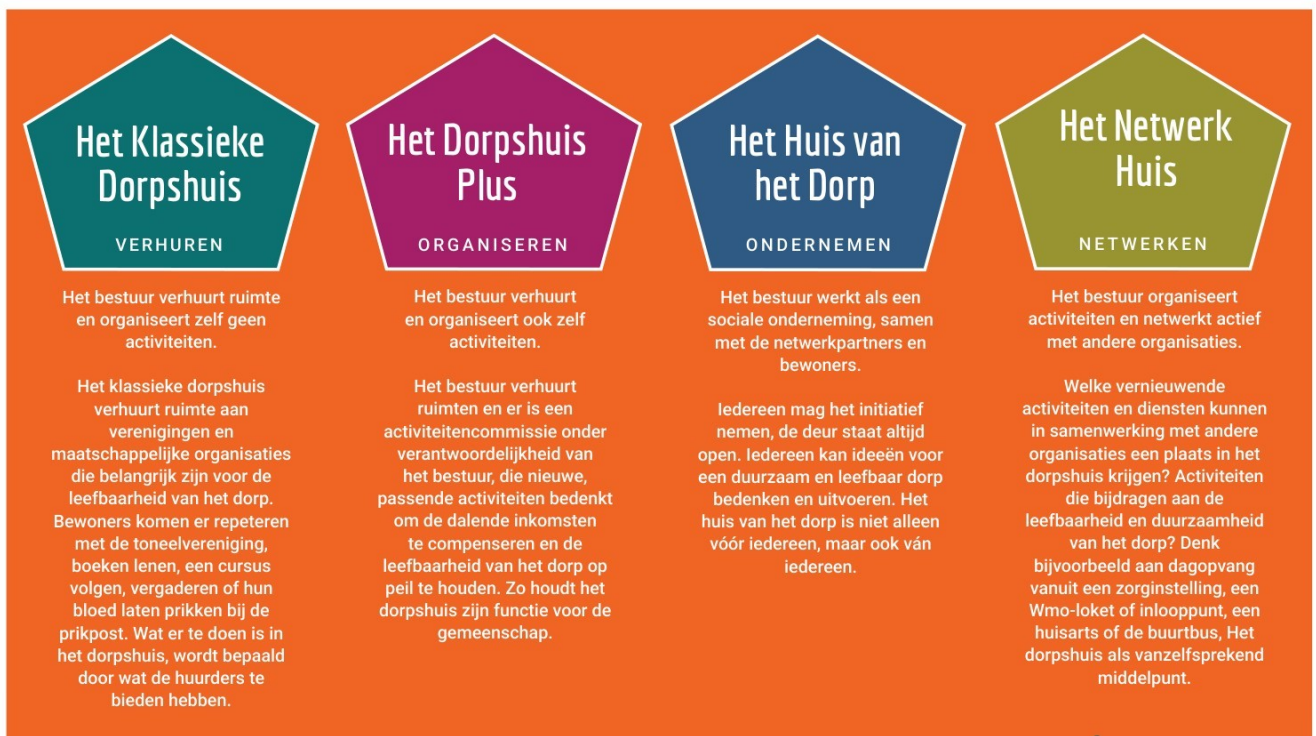 Het Klassieke
Dorpshuis
VERHUREN
Het bestuur verhuurt ruimte
en organiseert zelf geen
activiteiten.
Het klassieke dorpshuis
verhuurt ruimte aan
verenigingen en
maatschappelijke organisaties
die belangrijk zijn voor de
leefbaarheid van het dorp.
Bewoners komen er repeteren
met de toneelvereniging,
boeken lenen, een cursus
volgen, vergaderen of hun
bloed laten prikken bij de
prikpost. Wat er te doen is in
het dorpshuis, wordt bepaald
door wat de huurders te
bieden hebben.
Het Dorpshuis
Plus
ORGANISEREN
Het bestuur verhuurt
en organiseert ook zelf
activiteiten.
Het bestuur verhuurt
ruimten en er is een
activiteitencommissie onder
verantwoordelijkheid van
het bestuur, die nieuwe,
passende activiteiten bedenkt
om de dalende inkomsten
te compenseren en de
leefbaarheid van het dorp op
peil te houden. Zo houdt het
dorpshuis zijn functie voor de
gemeenschap.
Het Huis van
het Dorp
ONDERNEMEN
Het bestuur werkt als een
sociale onderneming, samen
met de netwerkpartners en
bewoners.
Iedereen mag het initiatief
nemen, de deur staat altijd
open. Iedereen kan ideeën voor
een duurzaam en leefbaar dorp
bedenken en uitvoeren. Het
huis van het dorp is niet alleen
vóór iedereen, maar ook ván
iedereen.
Het Netwerk
Huis
NETWERKEN
Het bestuur organiseert
activiteiten en netwerkt actief
met andere organisaties.
Welke vernieuwende
activiteiten en diensten kunnen
in samenwerking met andere
organisaties een plaats in het
dorpshuis krijgen? Activiteiten
die bijdragen aan de
leefbaarheid en duurzaamheid
van het dorp? Denk
bijvoorbeeld aan dagopvang
vanuit een zorginstelling, een
Wmo-loket of inlooppunt, een
huisarts of de buurtbus, Het
dorpshuis als vanzelfsprekend
middelpunt.